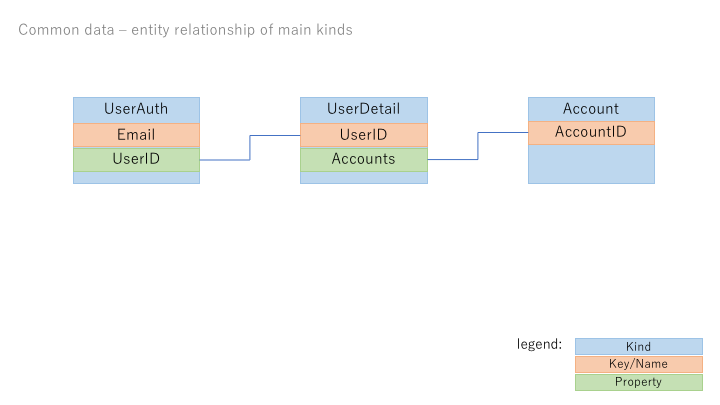 Common data – entity relationship of main kinds
UserAuth
Email
UserID
UserDetail
UserID
Accounts
Account
AccountID
legend:
Kind
Key/Name
Property